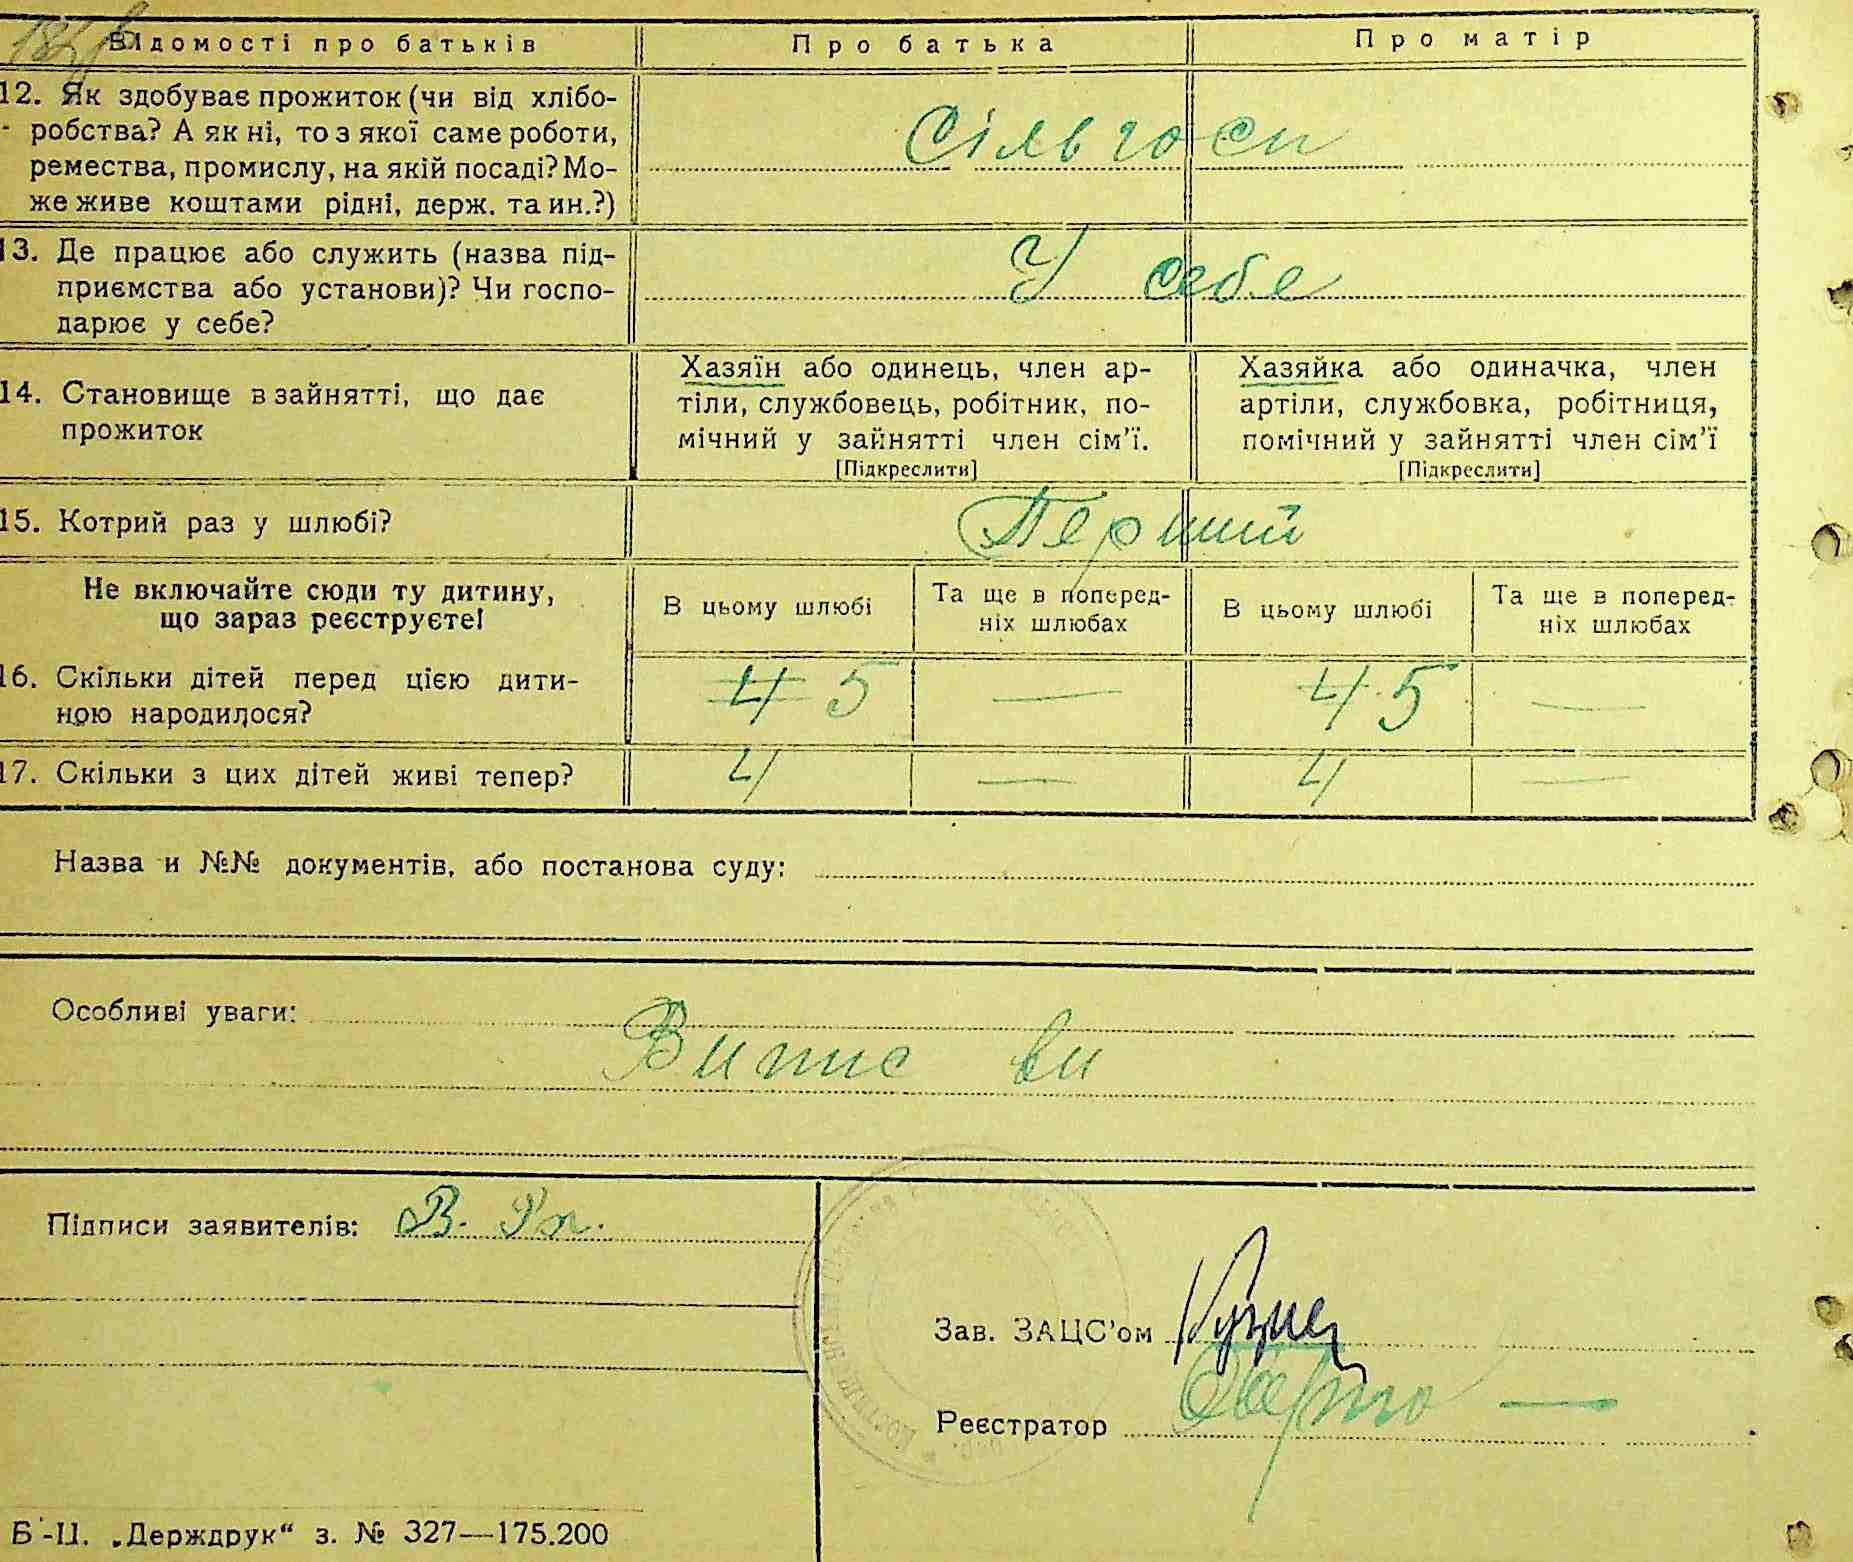 Відомості про батьків Про батька Про матір
12. Як здобуває прожиток (чи від хлібо-
робства? А як ні, то з якої саме роботи,
ремества, промислу, на якій посаді? Мо-
же живе коштами рідні, держ. та ин.?)
Сільгосп
13. Де працює або служить (назва під-
приємства або установи)? Чи госпо-
дарює у себе?
У себе
14. Становище в зайнятті, що дає
прожиток
Хазяїн або одинець, член ар-
тіли, службовець, робітник, по-
мічний у зайнятті член сім'ї.
[Підкреслити]
Хазяйка або одиначка, член
артіли, службовка, робітниця,
помічний у зайнятті член сім'ї
[Підкреслити]
15. Котрий раз у шлюбі? Перший
Не включайте сюди ту дитину,
що зараз реєструєте!
В цьому шлюбі
Та ще в поперед-
ніх шлюбах
В цьому шлюбі
Та ще в поперед-
ніх шлюбах
16. Скільки дітей перед цією дити-
ною народилося?
4 5 — 4 5 —
17. Скільки з цих дітей живі тепер? 4 — 4 —
Назва и №№ документів, або постанова суду:
Особливі уваги:
Випис ви
Підписи заявителів: В.
Зав. ЗАЦС'ом
Реєстратор
Б-Ц. „Держдрук“ з. № 327—175.200